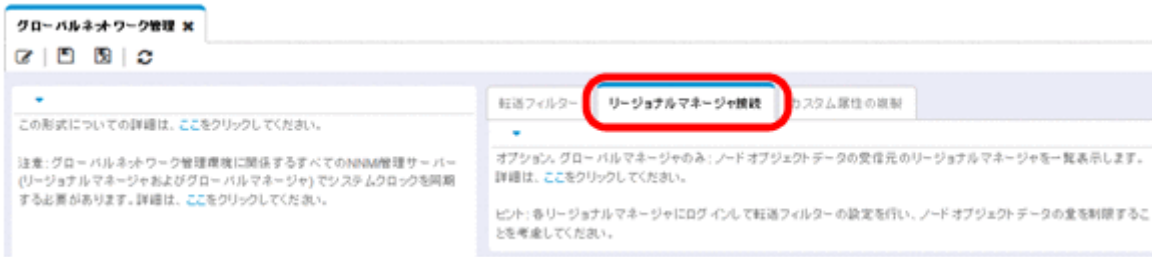 グローバルネットワーク管理
この形式についての詳細は、ここをクリックしてください。
注意: グローバルネットワーク管理環境に関係するすべてのNNMi管理サーバー
(リージョナルマネージャおよびグローバルマネージャ) でシステムクロックを同期
する必要があります。詳細は、ここをクリックしてください。
転送フィルター
リージョナルマネージャ接続
カスタム属性の複製
オプション。グローバルマネージャのみ: ノードオブジェクトデータの受信元のリージョナルマネージャを一覧表示します。
詳細は、ここをクリックしてください。
ヒント: 各リージョナルマネージャにログインして転送フィルターの設定を行い、ノードオブジェクトデータの量を制限するこ
とを考慮してください。